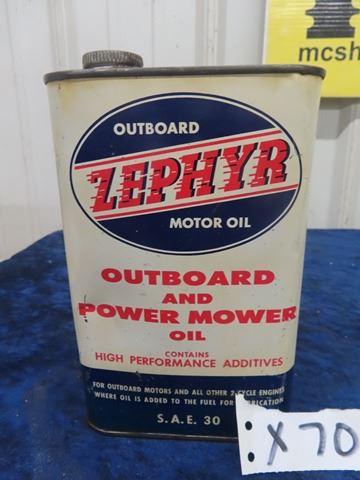 mcsh
OUTBOARD
ZEPHYR
MOTOR OIL
OUTBOARD
AND
POWER MOWER
OIL
CONTAINS
HIGH PERFORMANCE ADDITIVES
FOR OUTBOARD MOTORS AND ALL OTHER 2 CYCLE ENGINES
WHERE OIL IS ADDED TO THE FUEL FOR LUBRICATION
S.A.E. 30
X70